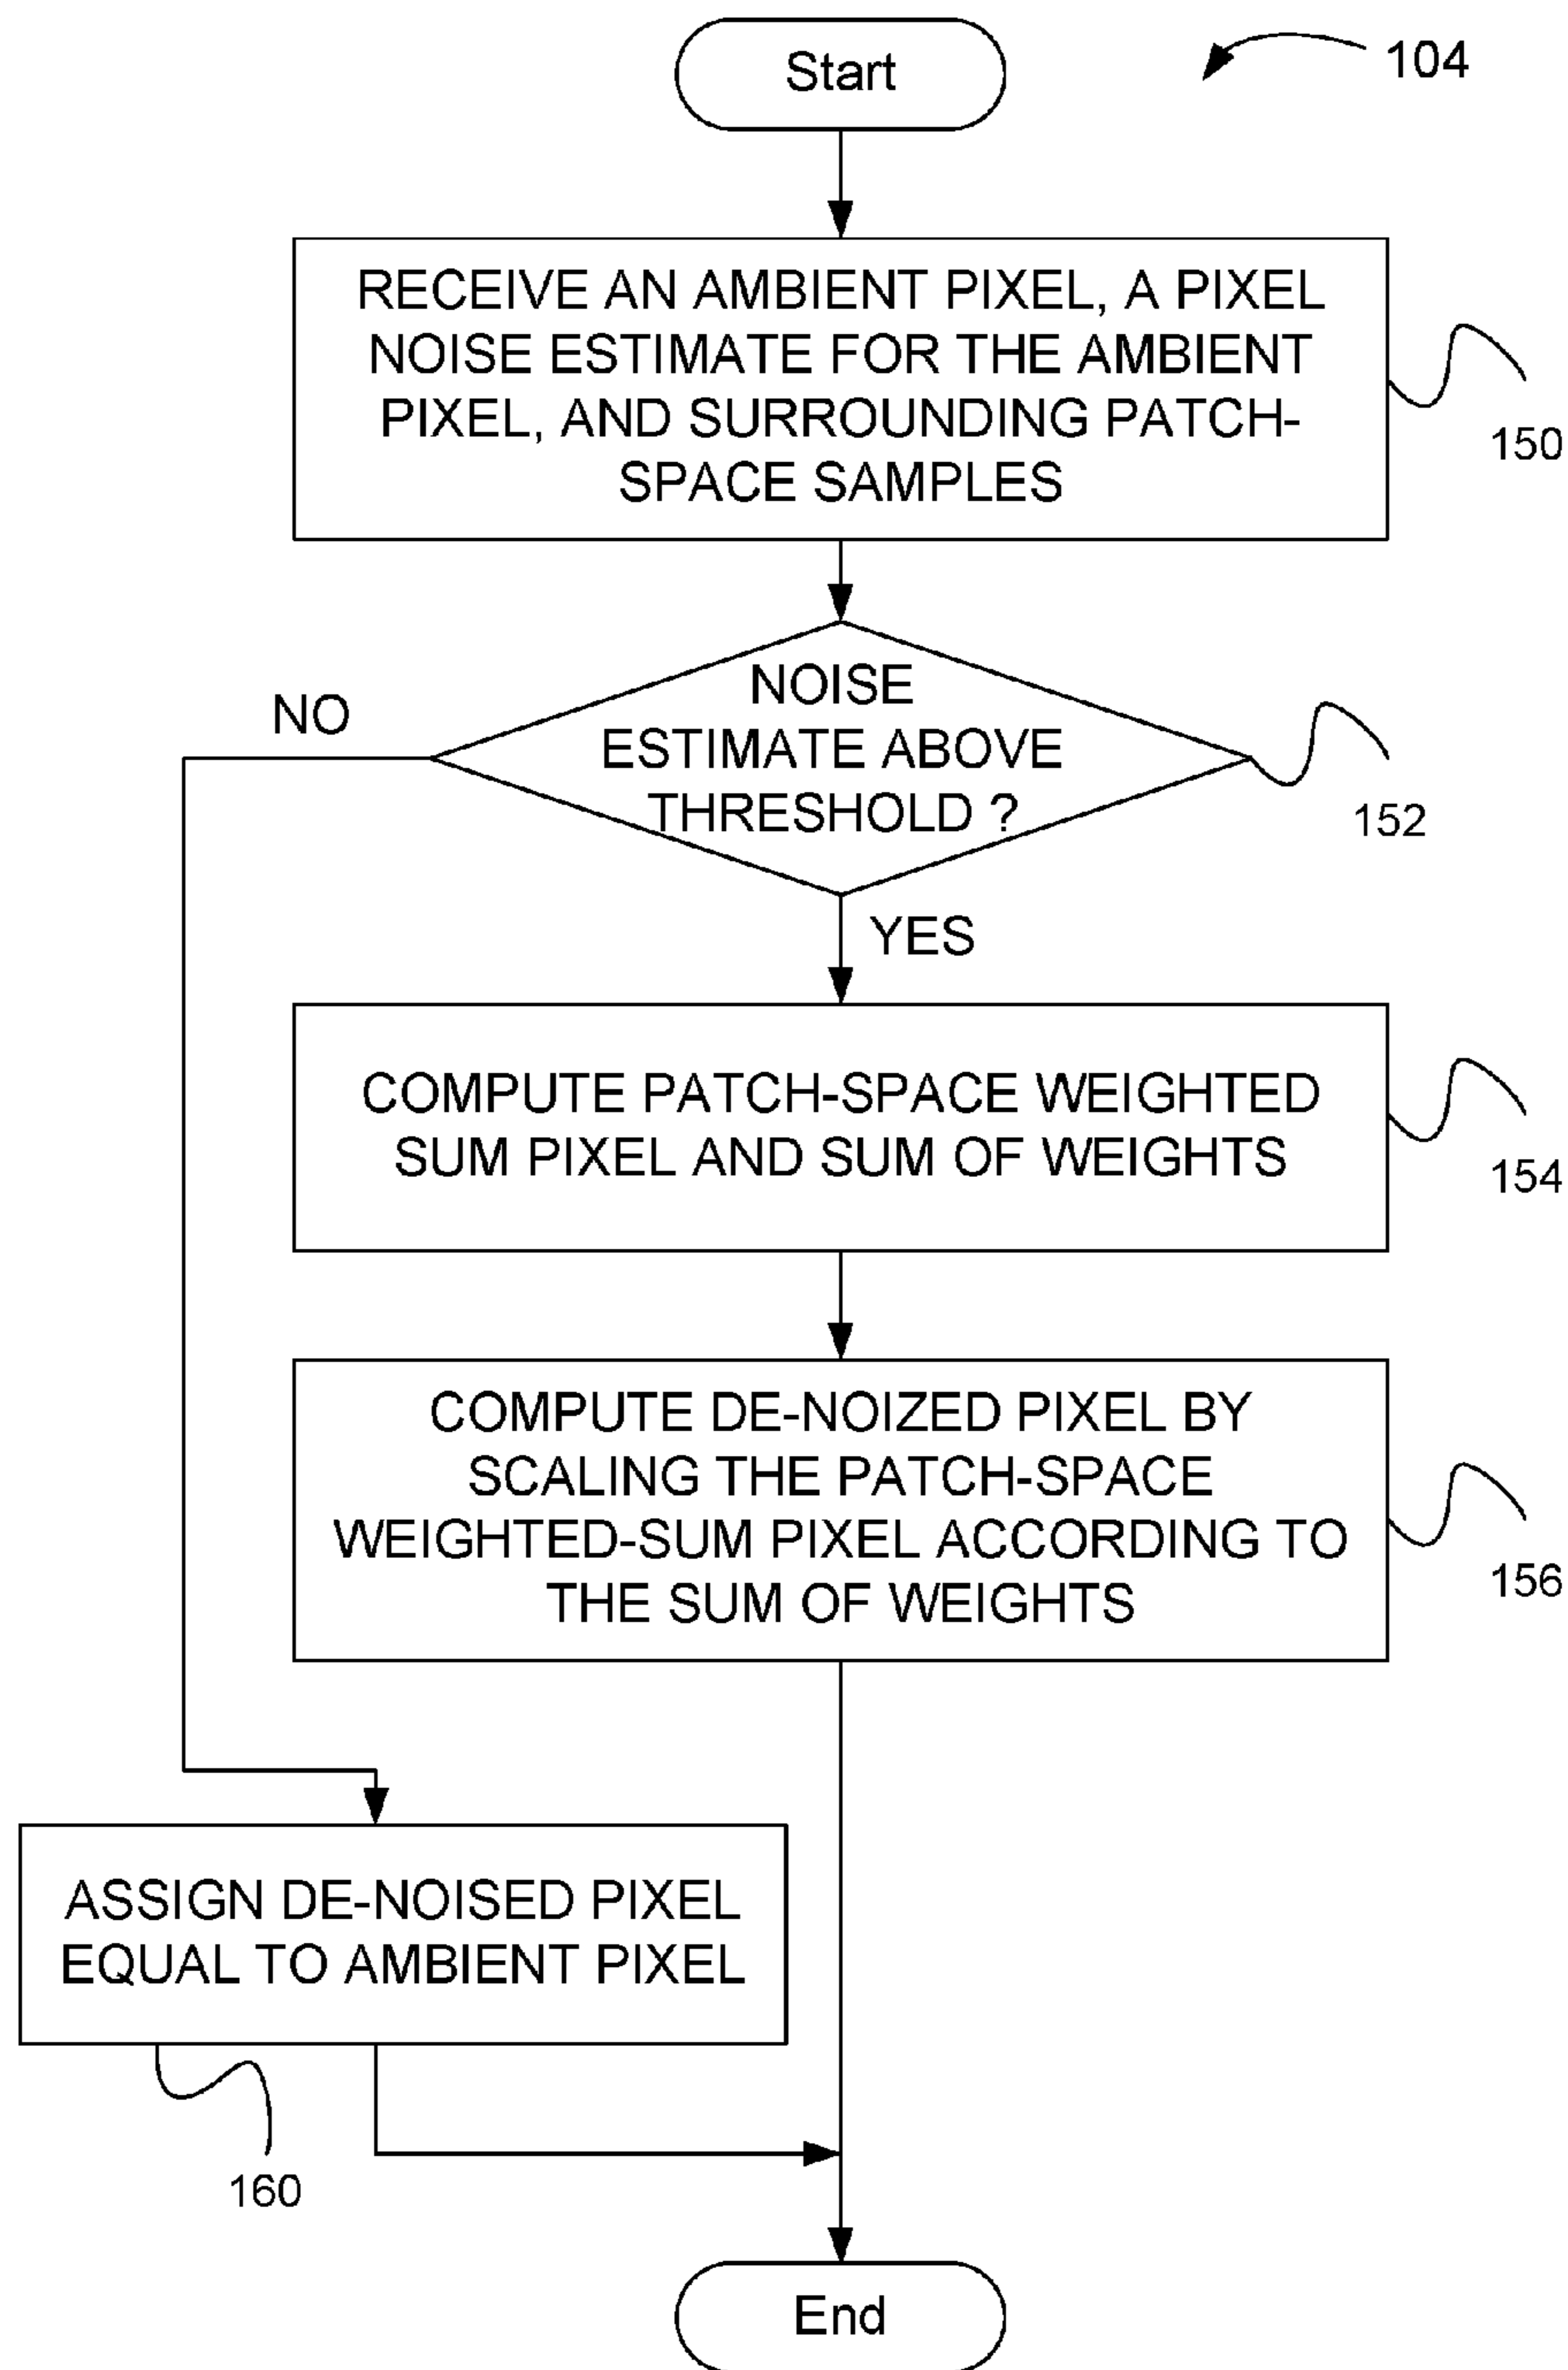 Start
104
RECEIVE AN AMBIENT PIXEL, A PIXEL
NOISE ESTIMATE FOR THE AMBIENT
PIXEL, AND SURROUNDING PATCH-
SPACE SAMPLES
150
NOISE
ESTIMATE ABOVE
THRESHOLD ?
NO
152
YES
COMPUTE PATCH-SPACE WEIGHTED
SUM PIXEL AND SUM OF WEIGHTS
154
COMPUTE DE-NOIZED PIXEL BY
SCALING THE PATCH-SPACE
WEIGHTED-SUM PIXEL ACCORDING TO
THE SUM OF WEIGHTS
156
ASSIGN DE-NOISED PIXEL
EQUAL TO AMBIENT PIXEL
160
End